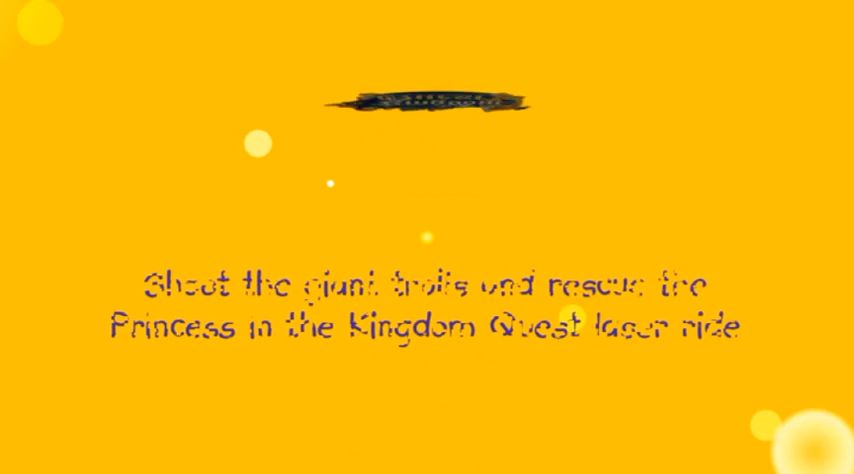 Shoot the giant trolls and rescue the
Princess in the Kingdom Quest laser ride